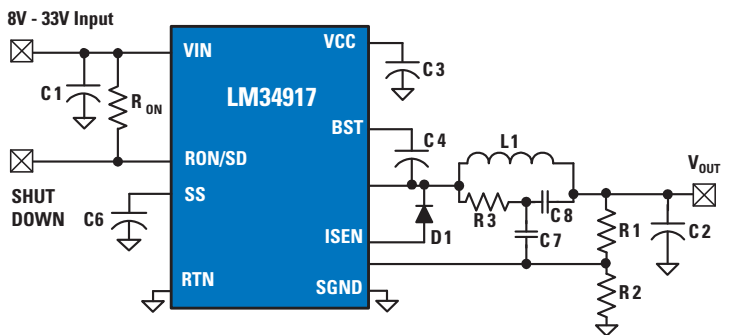 8V - 33V Input
VIN
VCC
C3
C1
R ON
LM34917
BST
C4
L1
VOUT
RON/SD
SHUT
DOWN
SS
R3
C8
C6
ISEN
D1
C7
R1
C2
RTN
SGND
R2